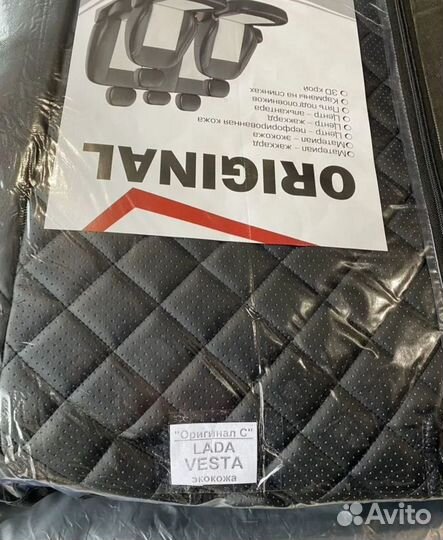 ORIGINAL
Материал – жаккард
Материал – экокожа
Центр – перфорированная кожа
Центр – жаккард
Центр – алькантара
Пять подголовников
Карманы на спинках
3D крой
"Оригинал С"
LADA
VESTA
экокожа
Avito